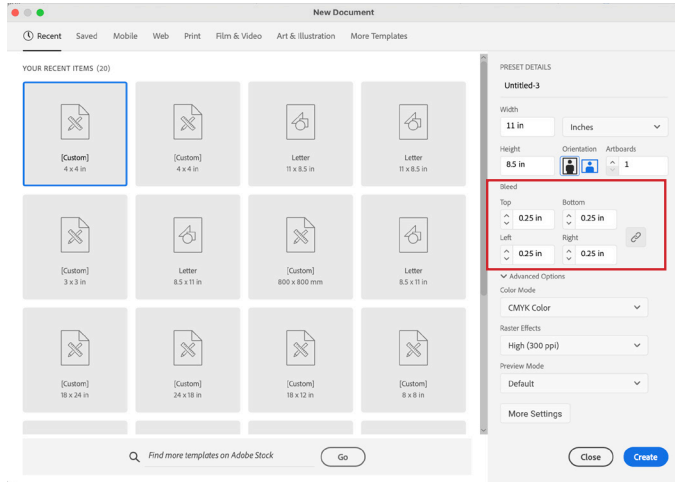 New Document
Recent Saved Mobile Web Print Film & Video Art & Illustration More Templates
YOUR RECENT ITEMS (20)
[Custom]
4 x 4 in
[Custom]
4 x 4 in
Letter
11 x 8.5 in
Letter
11 x 8.5 in
[Custom]
3 x 3 in
Letter
8.5 x 11 in
[Custom]
800 x 800 mm
Letter
8.5 x 11 in
[Custom]
18 x 24 in
[Custom]
24 x 18 in
[Custom]
18 x 12 in
[Custom]
8 x 8 in
Find more templates on Adobe Stock
Go
PRESET DETAILS
Untitled-3
Width
11 in Inches
Height Orientation Artboards
8.5 in 1
Bleed
Top Bottom
0.25 in 0.25 in
Left Right
0.25 in 0.25 in
Advanced Options
Color Mode
CMYK Color
Raster Effects
High (300 ppi)
Preview Mode
Default
More Settings
Close Create